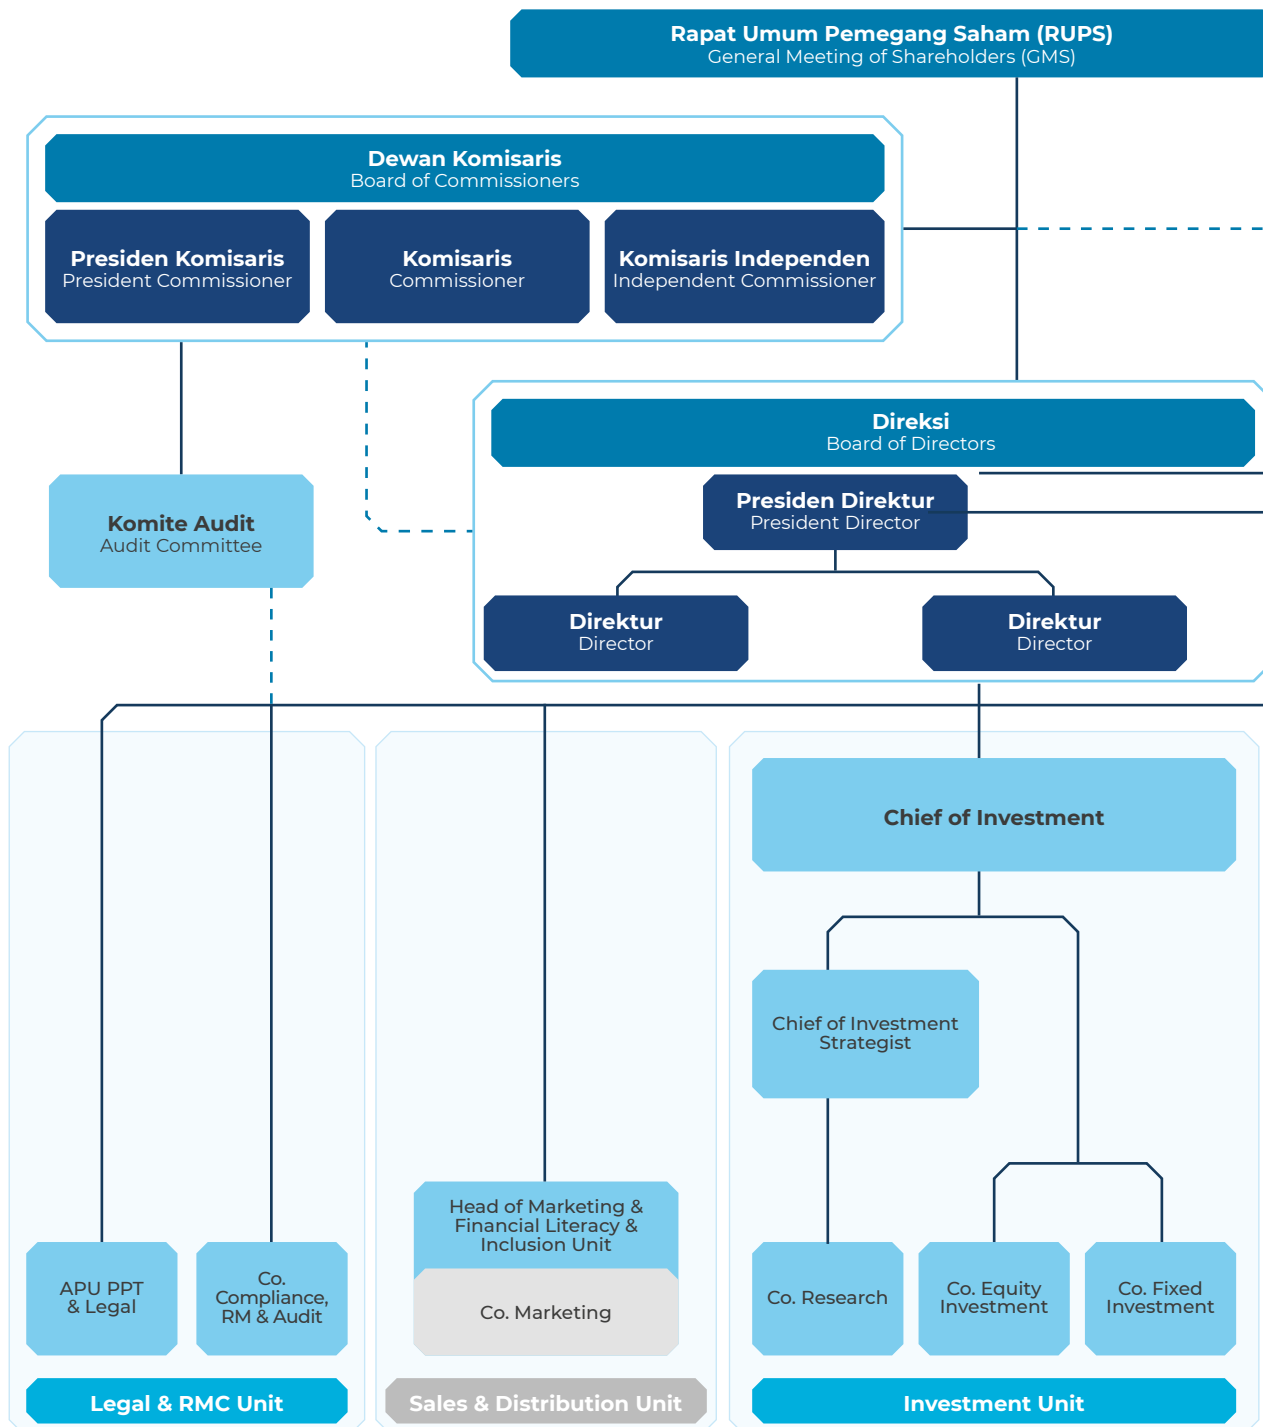 Rapat Umum Pemegang Saham (RUPS)
General Meeting of Shareholders (GMS)
Dewan Komisaris
Board of Commissioners
Presiden Komisaris
President Commissioner
Komisaris
Commissioner
Komisaris Independen
Independent Commissioner
Direksi
Board of Directors
Presiden Direktur
President Director
Komite Audit
Audit Committee
Direktur
Director
Direktur
Director
Chief of Investment
Chief of Investment
Strategist
Head of Marketing &
Financial Literacy &
Inclusion Unit
APU PPT
& Legal
Co.
Compliance,
RM & Audit
Co. Marketing
Co. Research
Co. Equity
Investment
Co. Fixed
Investment
Legal & RMC Unit
Sales & Distribution Unit
Investment Unit